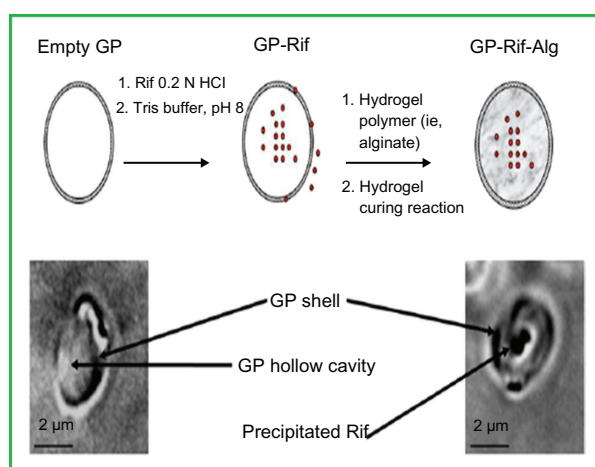 Empty GP
GP-Rif
GP-Rif-Alg
1. Rif 0.2 N HCl
2. Tris buffer, pH 8
1. Hydrogel
polymer (ie,
alginate)
2. Hydrogel
curing reaction
GP shell
GP hollow cavity
Precipitated Rif
2 µm
2 µm